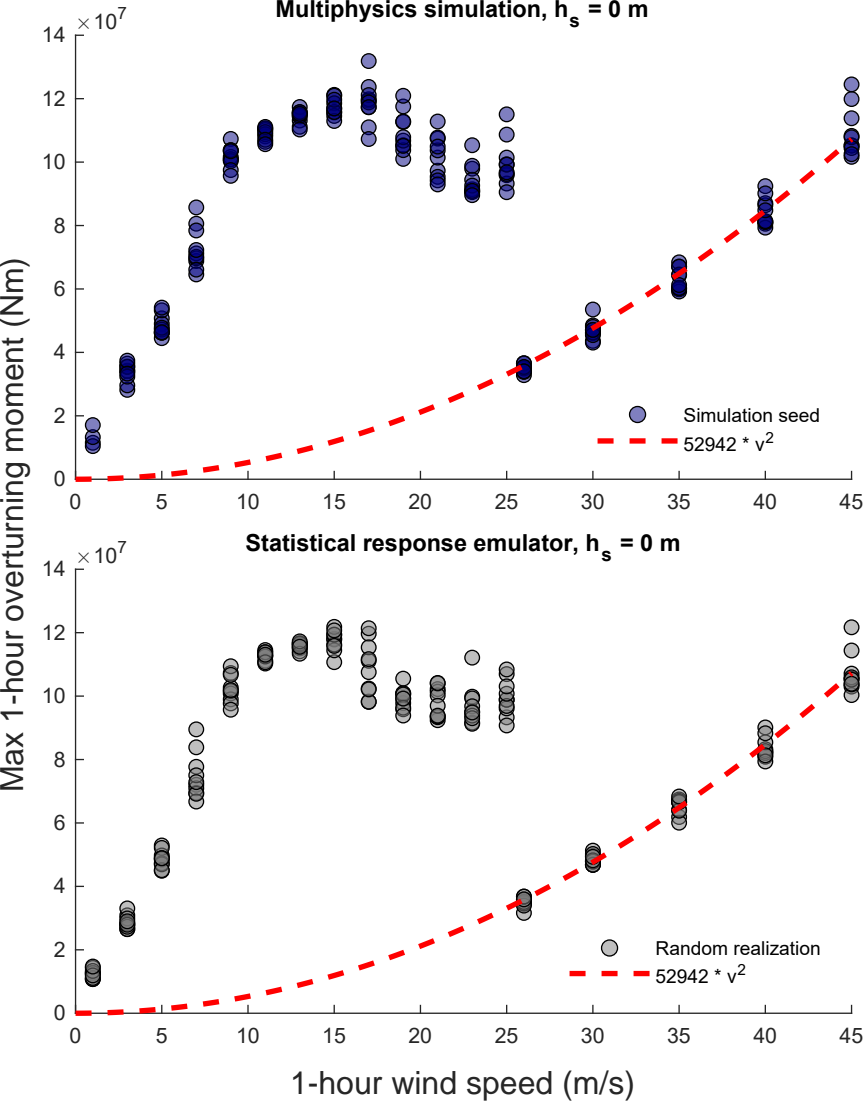 Multiphysics simulation, hs = 0 m
×10^7
14
12
10
8
6
4
2
0
0 5 10 15 20 25 30 35 40 45
Simulation seed
52942 * v^2
Max 1-hour overturning moment (Nm)
Statistical response emulator, hs = 0 m
×10^7
14
12
10
8
6
4
2
0
0 5 10 15 20 25 30 35 40 45
Random realization
52942 * v^2
1-hour wind speed (m/s)